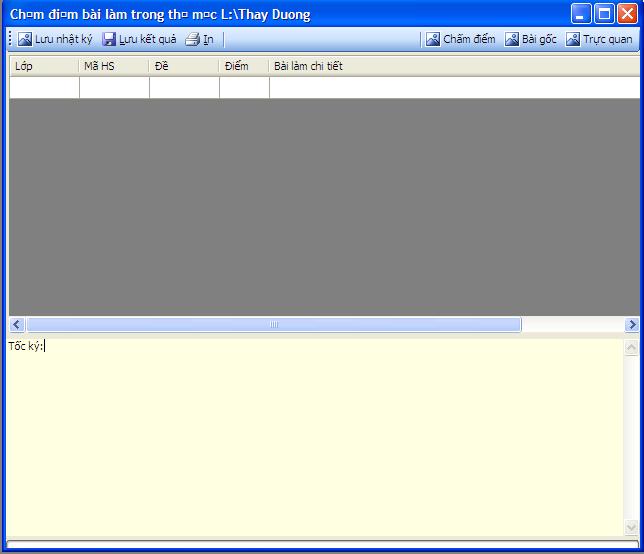 Ch¤m đi¤m bài làm trong th¤ m¤c L:\Thay Duong
Lưu nhật ký Lưu kết quả In Chấm điểm Bài gốc Trực quan
Lớp Mã HS Đề Điểm Bài làm chi tiết
Tốc ký: